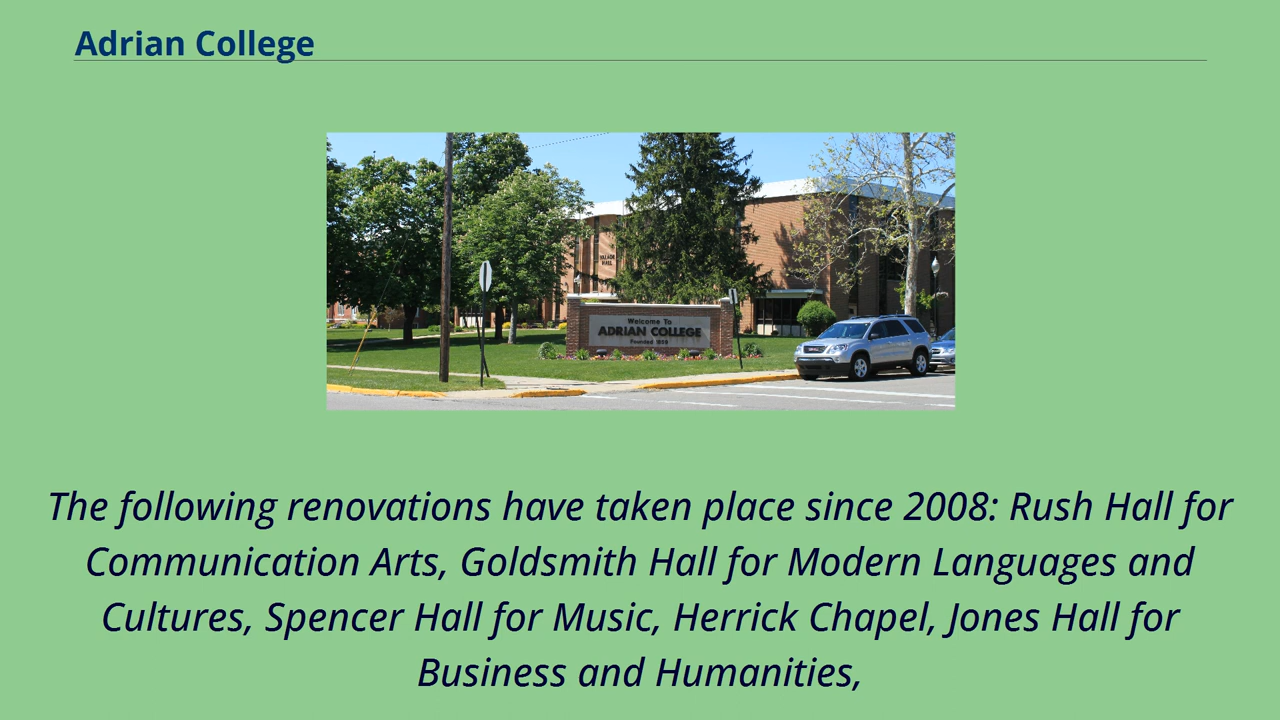 Adrian College
Welcome To
ADRIAN COLLEGE
Founded 1859
The following renovations have taken place since 2008: Rush Hall for
Communication Arts, Goldsmith Hall for Modern Languages and
Cultures, Spencer Hall for Music, Herrick Chapel, Jones Hall for
Business and Humanities,